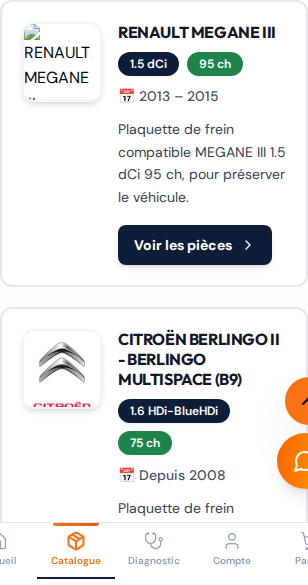 RENAULT MEGANE III
RENAULT
MEGANE
1.5 dCi 95 ch
2013 – 2015
Plaquette de frein
compatible MEGANE III 1.5
dCi 95 ch, pour préserver
le véhicule.
Voir les pièces
CITROËN BERLINGO II
- BERLINGO
MULTISPACE (B9)
CITROËN
1.6 HDi-BlueHDi
75 ch
Depuis 2008
Plaquette de frein
ueil Catalogue Diagnostic Compte Pa